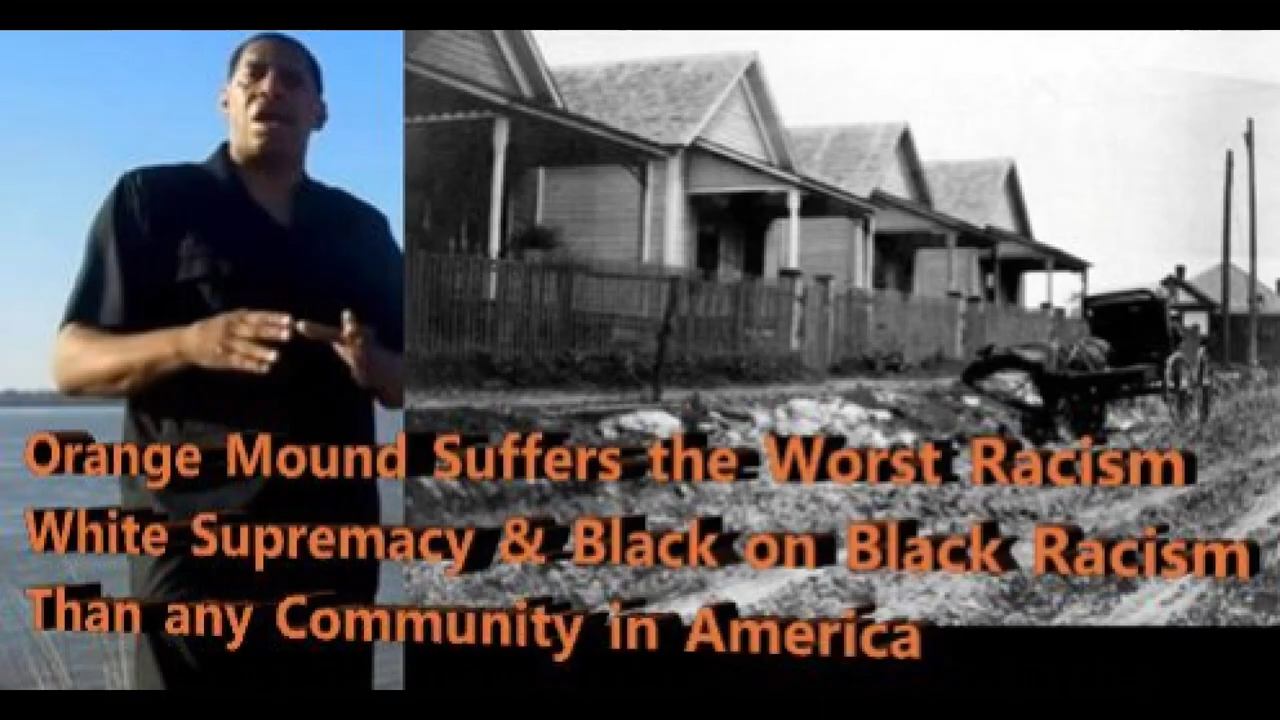 Orange Mound Suffers the Worst Racism
White Supremacy & Black on Black Racism
Than any Community in America